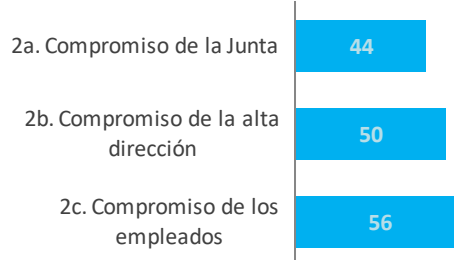 2a. Compromiso de la Junta
44
2b. Compromiso de la alta
dirección
50
2c. Compromiso de los
empleados
56